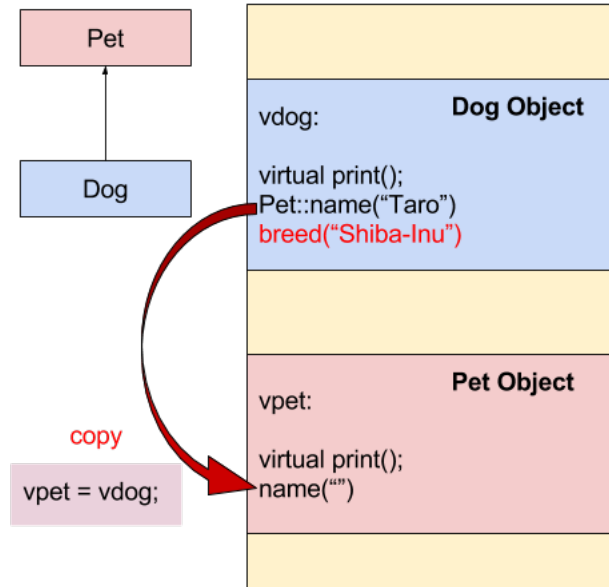 Pet
Dog
Dog Object
vdog:
virtual print();
Pet::name(“Taro”)
breed(“Shiba-Inu”)
Pet Object
vpet:
virtual print();
name(“”)
copy
vpet = vdog;